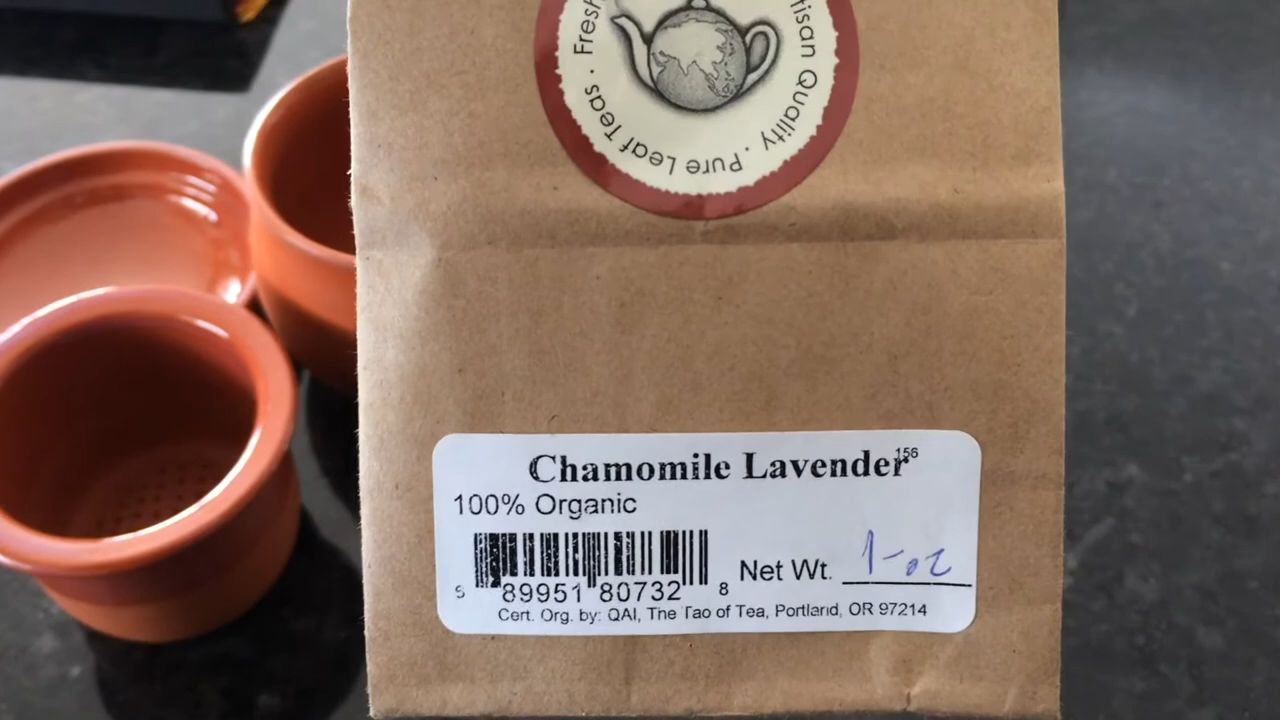 Fresh
tisan Quality · Pure Leaf Teas ·
Chamomile Lavender 156
100% Organic
89951 80732 8
Net Wt. 1-oz
Cert. Org. by: QAI, The Tao of Tea, Portland, OR 97214